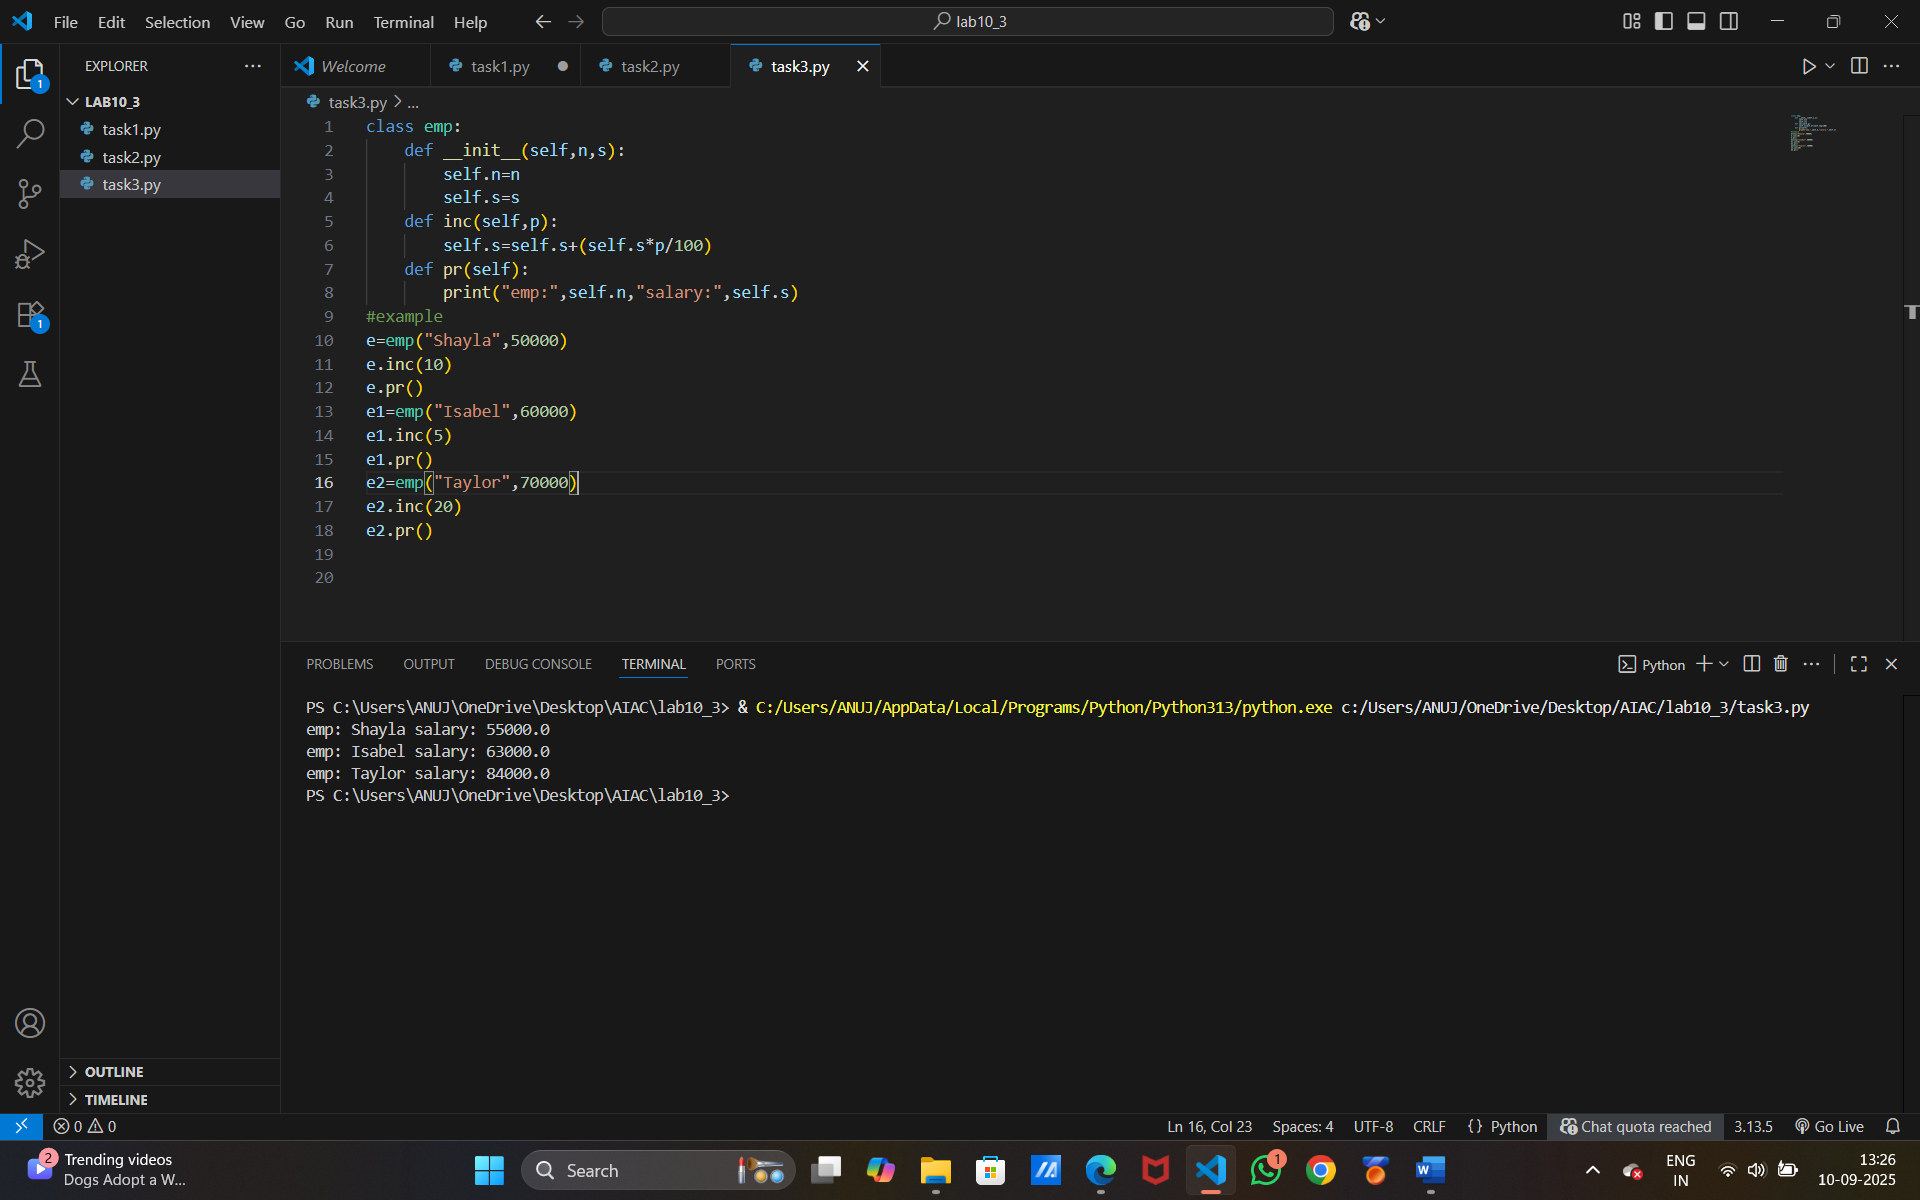 File Edit Selection View Go Run Terminal Help
lab10_3
EXPLORER
Welcome
task1.py
task2.py
task3.py
LAB10_3
task1.py
task2.py
task3.py
task3.py > ...
1 class emp:
2     def __init__(self,n,s):
3         self.n=n
4         self.s=s
5     def inc(self,p):
6         self.s=self.s+(self.s*p/100)
7     def pr(self):
8         print("emp:",self.n,"salary:",self.s)
9 #example
10 e=emp("Shayla",50000)
11 e.inc(10)
12 e.pr()
13 e1=emp("Isabel",60000)
14 e1.inc(5)
15 e1.pr()
16 e2=emp("Taylor",70000)
17 e2.inc(20)
18 e2.pr()
19
20
1
1
PROBLEMS OUTPUT DEBUG CONSOLE TERMINAL PORTS
Python
PS C:\Users\ANUJ\OneDrive\Desktop\AIAC\lab10_3> & C:/Users/ANUJ/AppData/Local/Programs/Python/Python313/python.exe c:/Users/ANUJ/OneDrive/Desktop/AIAC/lab10_3/task3.py
emp: Shayla salary: 55000.0
emp: Isabel salary: 63000.0
emp: Taylor salary: 84000.0
PS C:\Users\ANUJ\OneDrive\Desktop\AIAC\lab10_3>
OUTLINE
TIMELINE
0 0
Ln 16, Col 23 Spaces: 4 UTF-8 CRLF {} Python Chat quota reached 3.13.5 Go Live
2
Trending videos
Dogs Adopt a W...
Search
1
ENG
IN
13:26
10-09-2025